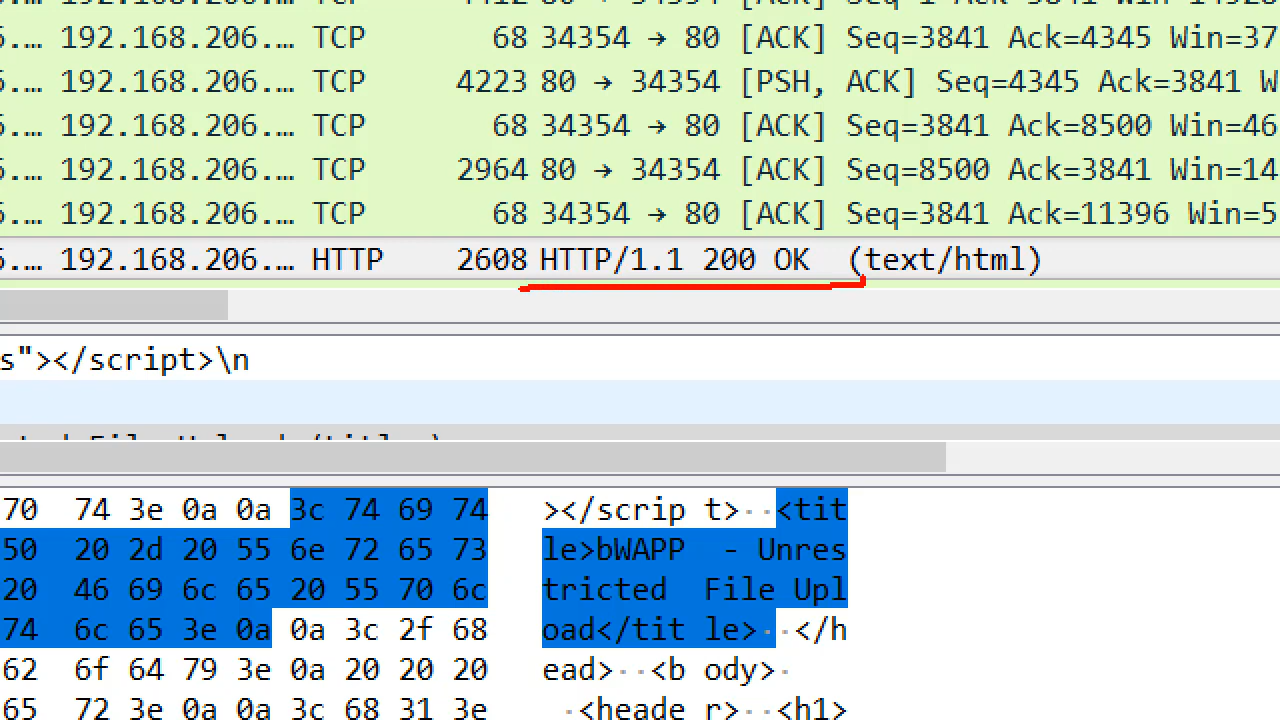 5.… 192.168.206.… TCP 68 34354 → 80 [ACK] Seq=3841 Ack=4345 Win=37
5.… 192.168.206.… TCP 4223 80 → 34354 [PSH, ACK] Seq=4345 Ack=3841 W
5.… 192.168.206.… TCP 68 34354 → 80 [ACK] Seq=3841 Ack=8500 Win=46
5.… 192.168.206.… TCP 2964 80 → 34354 [ACK] Seq=8500 Ack=3841 Win=14
5.… 192.168.206.… TCP 68 34354 → 80 [ACK] Seq=3841 Ack=11396 Win=5
5.… 192.168.206.… HTTP 2608 HTTP/1.1 200 OK (text/html)
s"></script>\n
70 74 3e 0a 0a 3c 74 69 74 ></scrip t>··<tit
50 20 2d 20 55 6e 72 65 73 le>bWAPP - Unres
20 46 69 6c 65 20 55 70 6c tricted File Upl
74 6c 65 3e 0a 0a 3c 2f 68 oad</tit le>··</h
62 6f 64 79 3e 0a 20 20 20 ead>··<b ody>·
65 72 3e 0a 0a 3c 68 31 3e ·<heade r>··<h1>